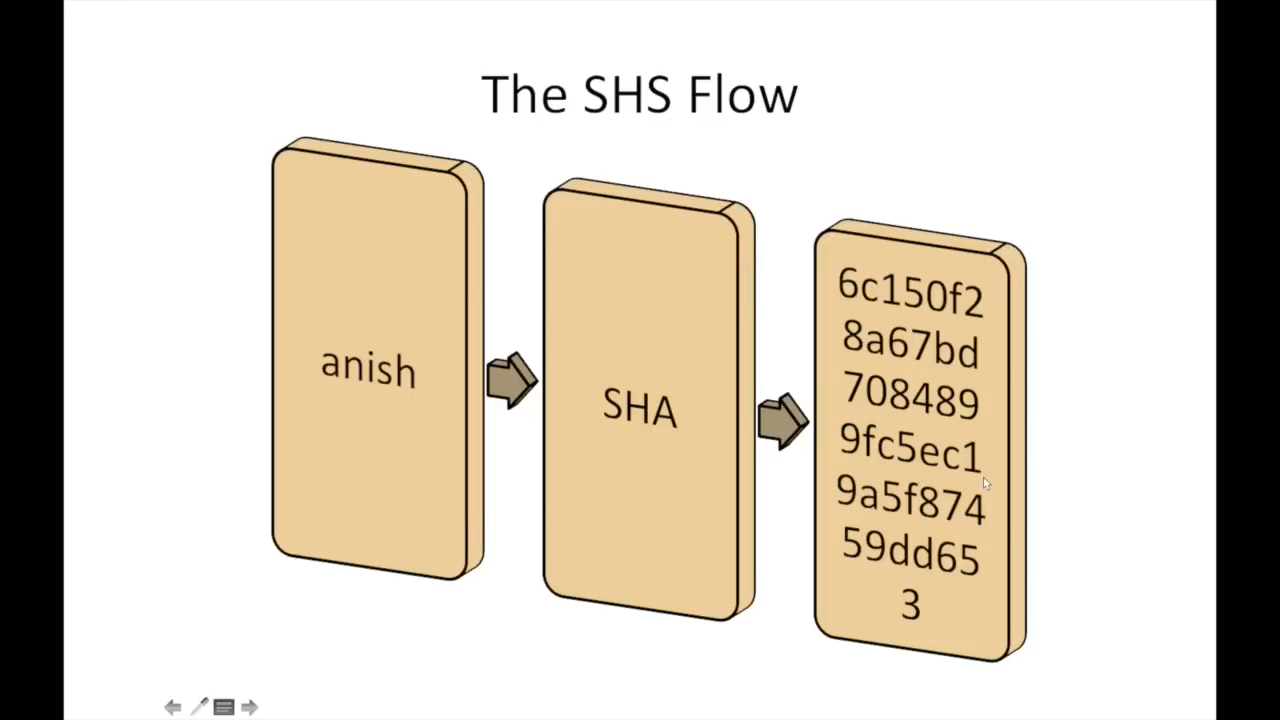 The SHS Flow
anish
SHA
6c150f2
8a67bd
708489
9fc5ec1
9a5f874
59dd65
3